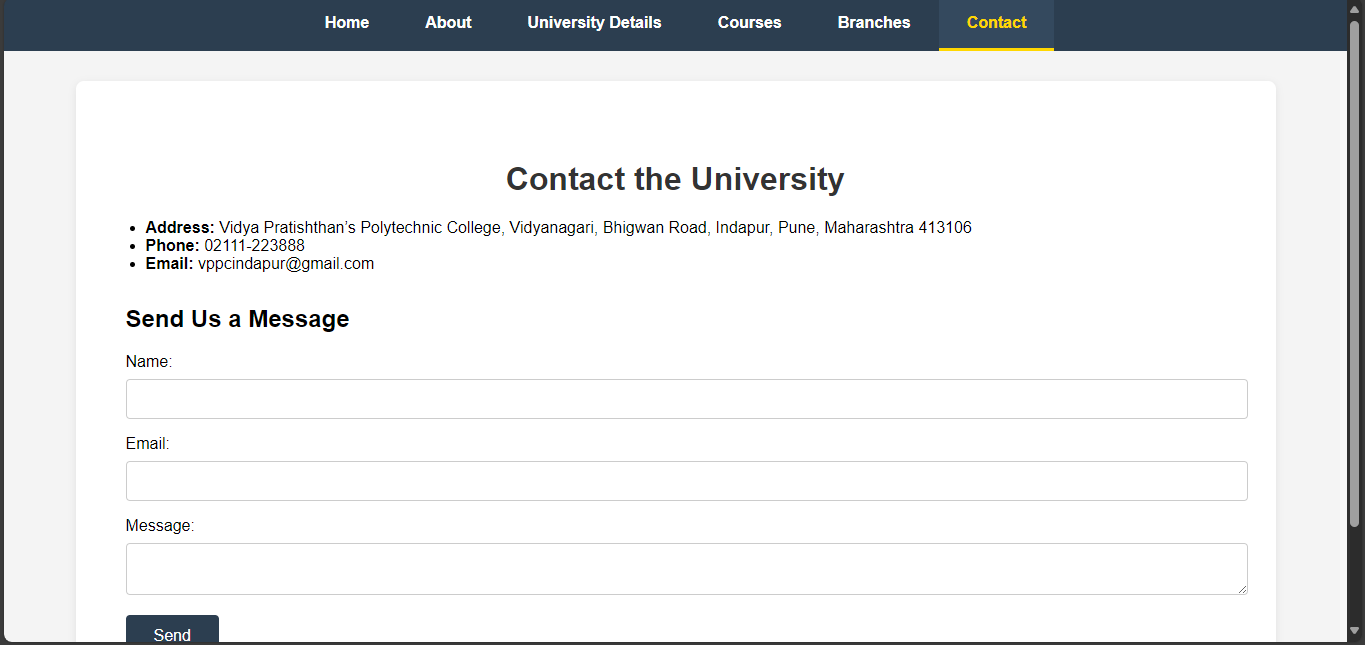 Home About University Details Courses Branches Contact
Contact the University
Address: Vidya Pratishthan’s Polytechnic College, Vidyanagari, Bhigwan Road, Indapur, Pune, Maharashtra 413106
Phone: 02111-223888
Email: vppcindapur@gmail.com
Send Us a Message
Name:
Email:
Message:
Send